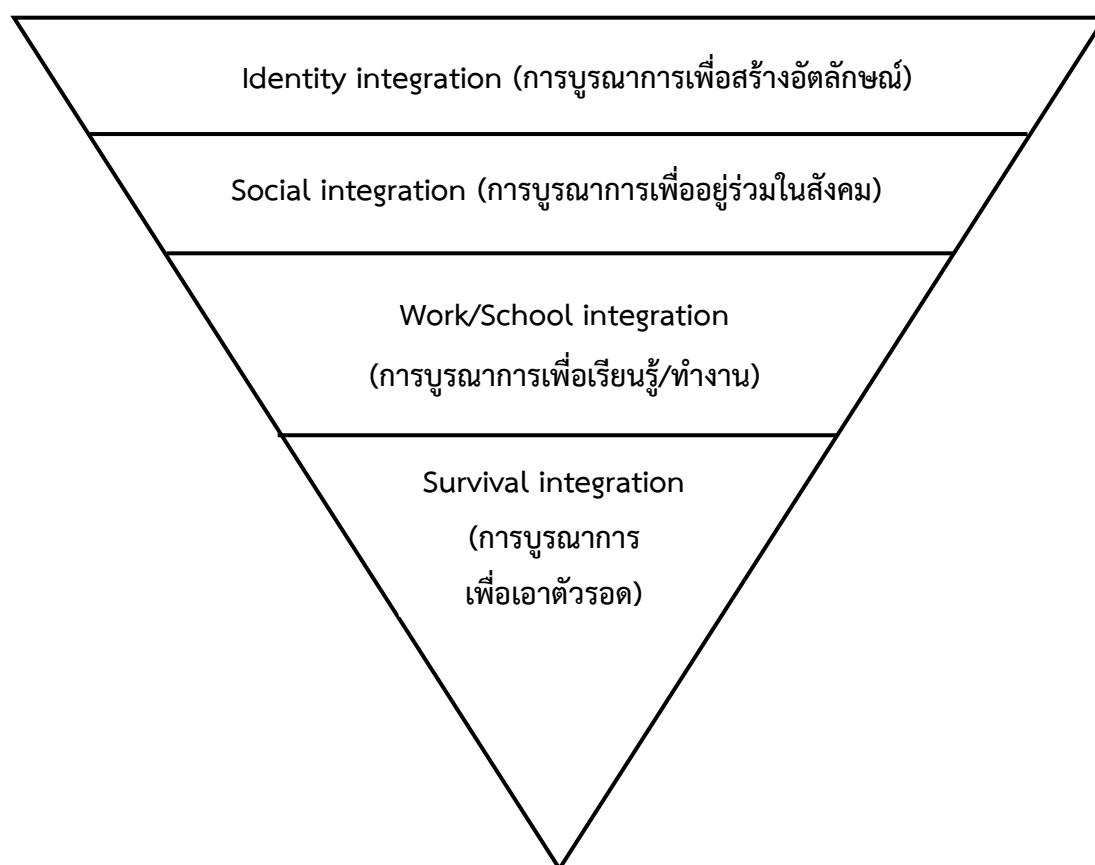 Identity integration (การบูรณาการเพื่อสร้างอัตลักษณ์)
Social integration (การบูรณาการเพื่ออยู่ร่วมในสังคม)
Work/School integration
(การบูรณาการเพื่อเรียนรู้/ทำงาน)
Survival integration
(การบูรณาการ
เพื่อเอาตัวรอด)